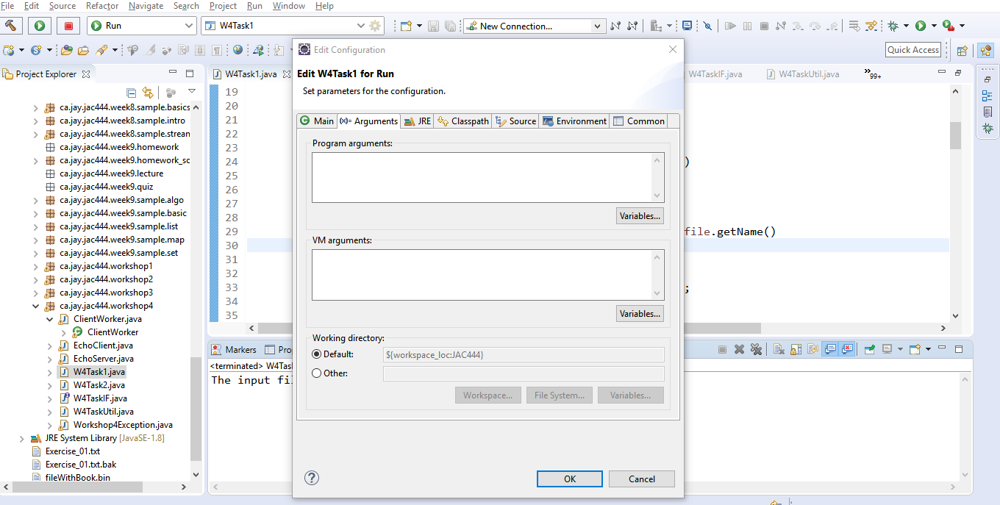 File Edit Source Refactor Navigate Search Project Run Window Help
Run W4Task1 New Connection...
Quick Access
Project Explorer
ca.jay.jac444.week8.sample.basics
ca.jay.jac444.week8.sample.intro
ca.jay.jac444.week8.sample.stream
ca.jay.jac444.week9.homework
ca.jay.jac444.week9.homework_sc
ca.jay.jac444.week9.lecture
ca.jay.jac444.week9.quiz
ca.jay.jac444.week9.sample.algo
ca.jay.jac444.week9.sample.basic
ca.jay.jac444.week9.sample.list
ca.jay.jac444.week9.sample.map
ca.jay.jac444.week9.sample.set
ca.jay.jac444.workshop1
ca.jay.jac444.workshop2
ca.jay.jac444.workshop3
ca.jay.jac444.workshop4
ClientWorker.java
ClientWorker
EchoClient.java
EchoServer.java
W4Task1.java
W4Task2.java
W4TaskIF.java
W4TaskUtil.java
Workshop4Exception.java
JRE System Library [JavaSE-1.8]
Exercise_01.txt
Exercise_01.txt.bak
fileWithBook.bin
W4Task1.java W4TaskIF.java W4TaskUtil.java 99+
19
20
21
22
23
24 )
25
26
27
28
29 file.getName()
30
31
32
33 ;
34
35
Markers Pro
<terminated> W4Task
The input fil
Edit Configuration
Edit W4Task1 for Run
Set parameters for the configuration.
Main (x)= Arguments JRE Classpath Source Environment Common
Program arguments:
Variables...
VM arguments:
Variables...
Working directory:
Default: ${workspace_loc:JAC444}
Other:
Workspace... File System... Variables...
OK Cancel